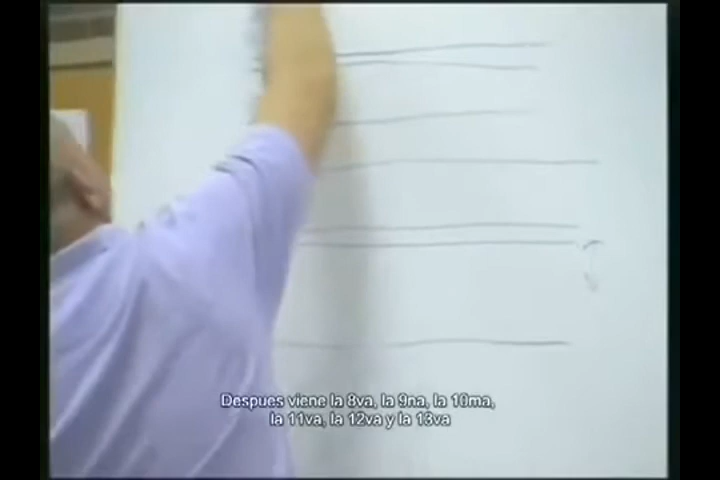 Despues viene la 8va, la 9na, la 10ma,
la 11va, la 12va y la 13va